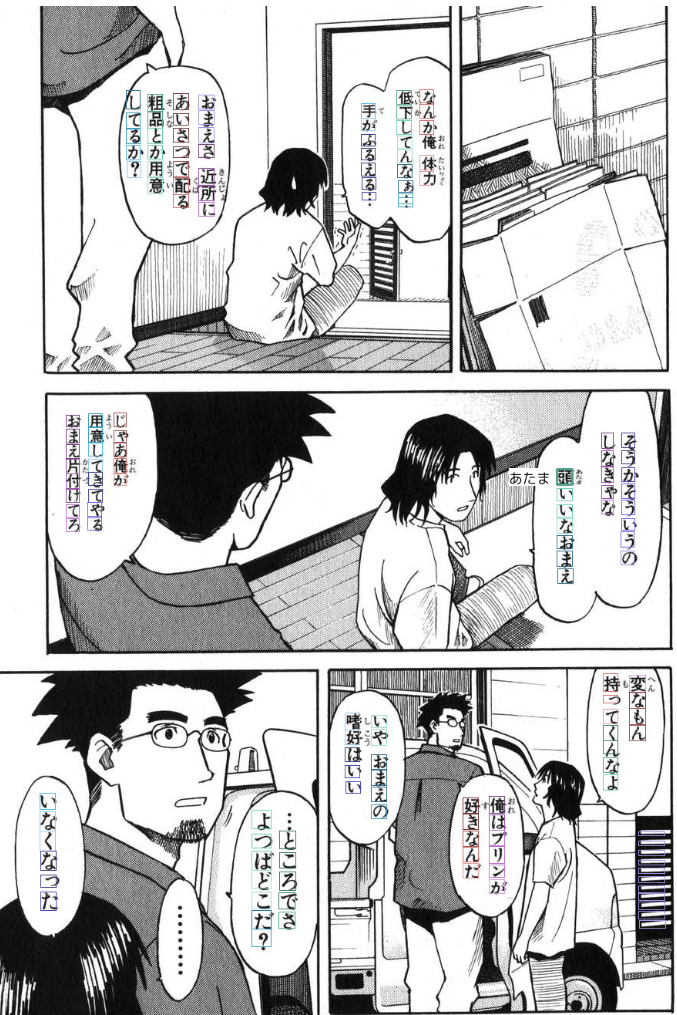 なんか俺 体力
低下してんなぁ…
手がふるえる…
おまえさ 近所に
あいさつで配る
粗品とか用意
してるか?
そうかそういうの
しなきゃな
頭いいなおまえ
あたま
じゃあ俺が
用意してきてやる
おまえ片付けてろ
変なもん
持ってくんなよ
俺はプリンが
好きなんだ
いや おまえの
嗜好はいい
…ところでさ
よつばどこだ?
………
いなくなった